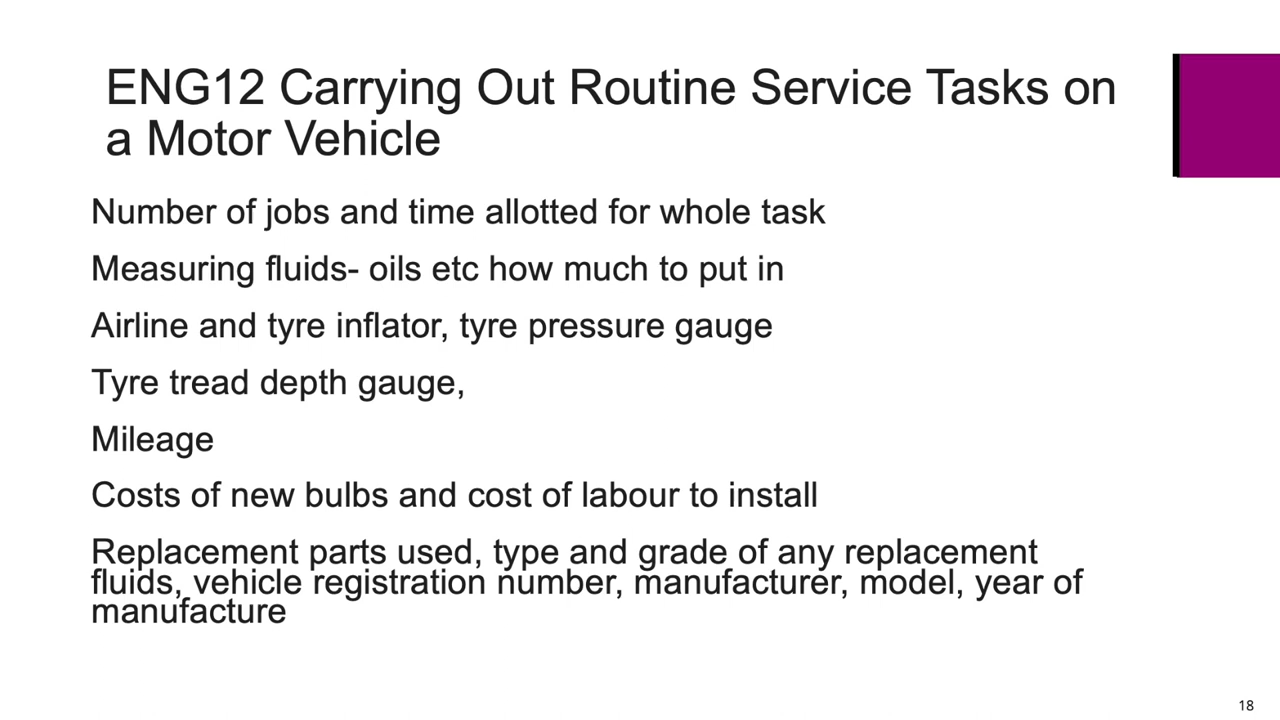 ENG12 Carrying Out Routine Service Tasks on
a Motor Vehicle
Number of jobs and time allotted for whole task
Measuring fluids- oils etc how much to put in
Airline and tyre inflator, tyre pressure gauge
Tyre tread depth gauge,
Mileage
Costs of new bulbs and cost of labour to install
Replacement parts used, type and grade of any replacement
fluids, vehicle registration number, manufacturer, model, year of
manufacture
18